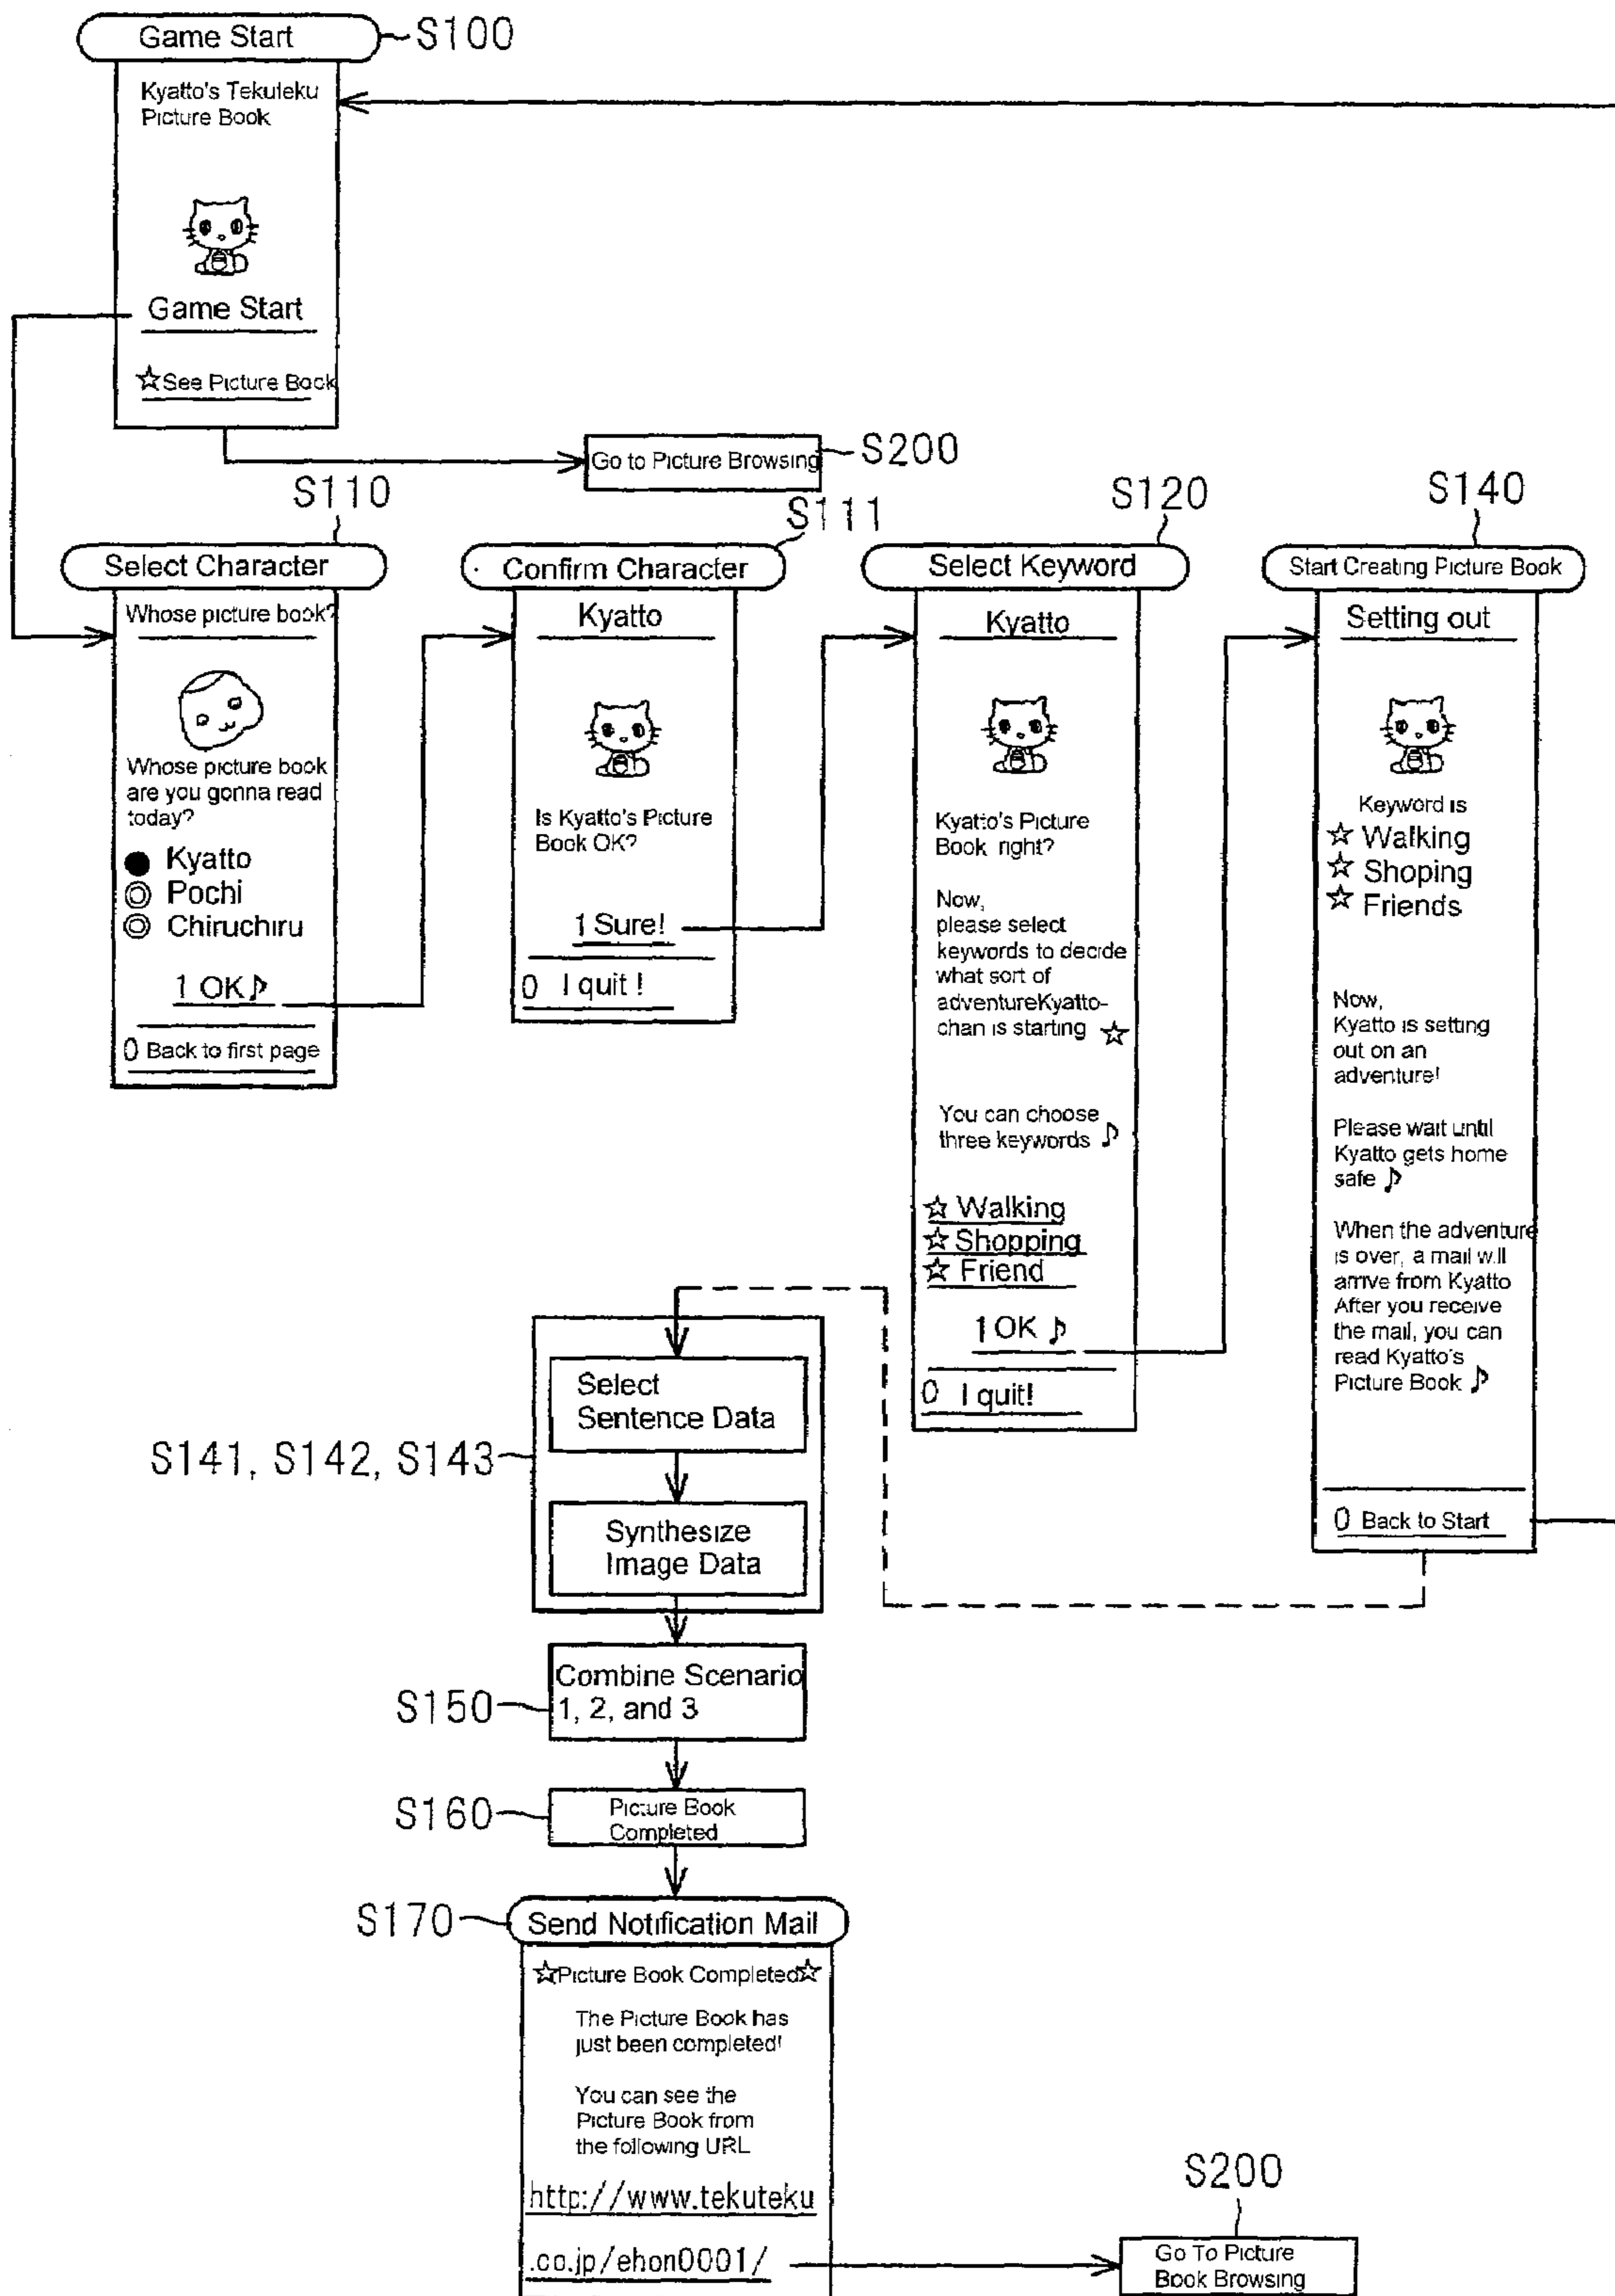 Game Start
S100
Kyatto's Tekuteku
Picture Book
Game Start
☆See Picture Book
Go to Picture Browsing
S200
S110
Select Character
Whose picture book?
Whose picture book
are you gonna read
today?
● Kyatto
◎ Pochi
◎ Chiruchiru
1 OK♪
0 Back to first page
S111
Confirm Character
Kyatto
Is Kyatto's Picture
Book OK?
1 Sure!
0 I quit !
S120
Select Keyword
Kyatto
Kyatto's Picture
Book right?
Now,
please select
keywords to decide
what sort of
adventureKyatto-
chan is starting ☆
You can choose
three keywords ♪
☆ Walking
☆ Shopping
☆ Friend
1 OK ♪
0 I quit!
S140
Start Creating Picture Book
Setting out
Keyword is
☆ Walking
☆ Shoping
☆ Friends
Now,
Kyatto is setting
out on an
adventure!
Please wait until
Kyatto gets home
safe ♪
When the adventure
is over, a mail will
arrive from Kyatto
After you receive
the mail, you can
read Kyatto's
Picture Book ♪
0 Back to Start
S141, S142, S143
Select
Sentence Data
Synthesize
Image Data
S150
Combine Scenario
1, 2, and 3
S160
Picture Book
Completed
S170
Send Notification Mail
☆Picture Book Completed☆
The Picture Book has
just been completed!
You can see the
Picture Book from
the following URL
http://www.tekuteku
.co.jp/ehon0001/
S200
Go To Picture
Book Browsing